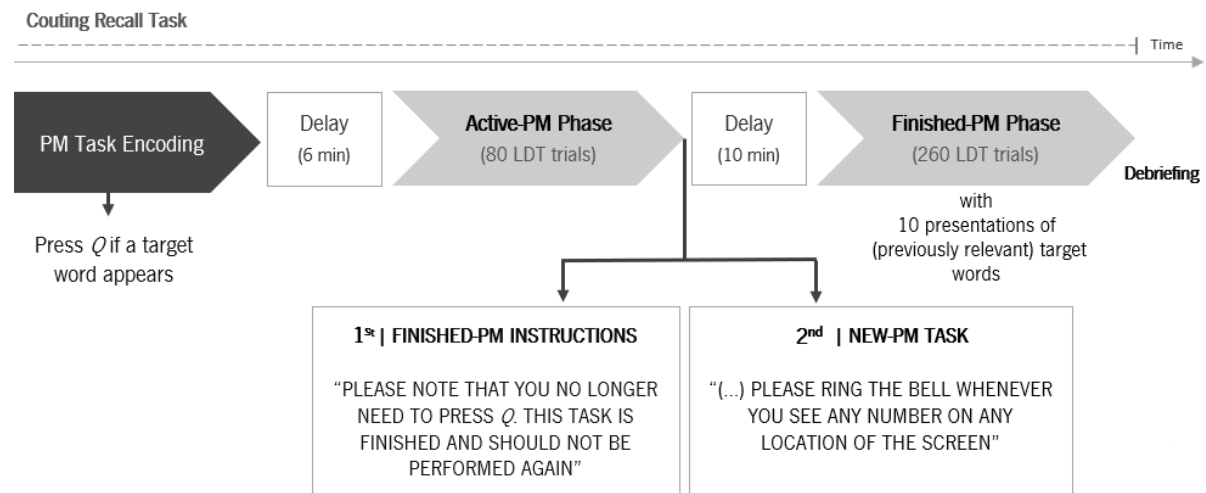 Couting Recall Task
Time
PM Task Encoding
Delay
(6 min)
Active-PM Phase
(80 LDT trials)
Delay
(10 min)
Finished-PM Phase
(260 LDT trials)
Debriefing
Press Q if a target
word appears
with
10 presentations of
(previously relevant) target
words
1st | FINISHED-PM INSTRUCTIONS
“PLEASE NOTE THAT YOU NO LONGER
NEED TO PRESS Q. THIS TASK IS
FINISHED AND SHOULD NOT BE
PERFORMED AGAIN”
2nd | NEW-PM TASK
“(...) PLEASE RING THE BELL WHENEVER
YOU SEE ANY NUMBER ON ANY
LOCATION OF THE SCREEN”